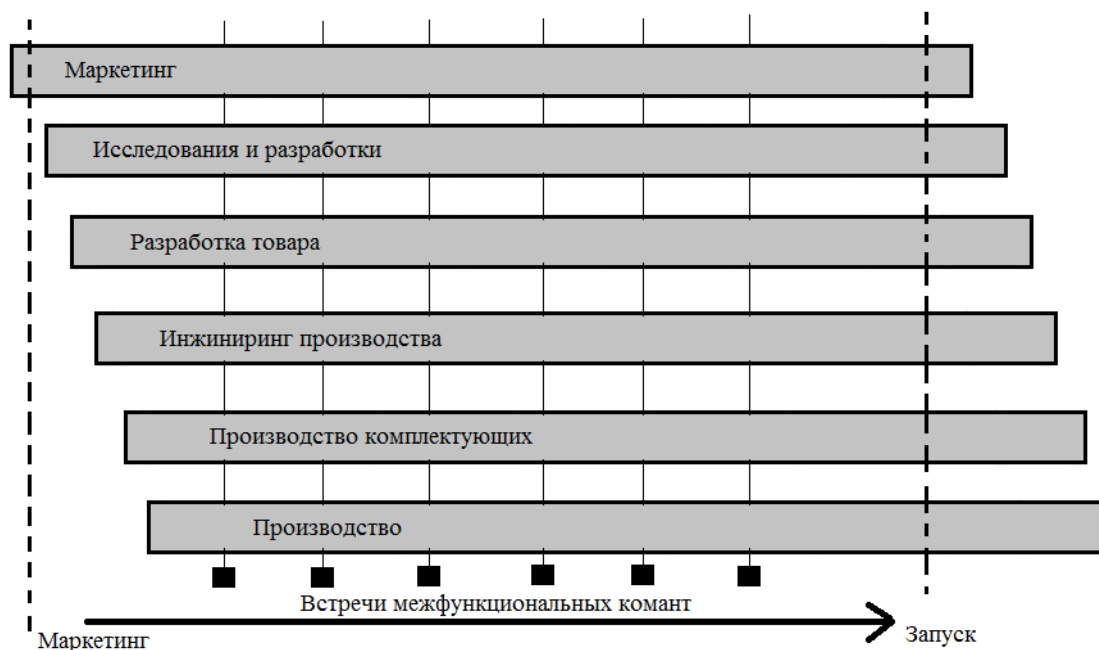 Маркетинг
Исследования и разработки
Разработка товара
Инжиниринг производства
Производство комплектующих
Производство
Встречи межфункциональных комант
Маркетинг
Запуск